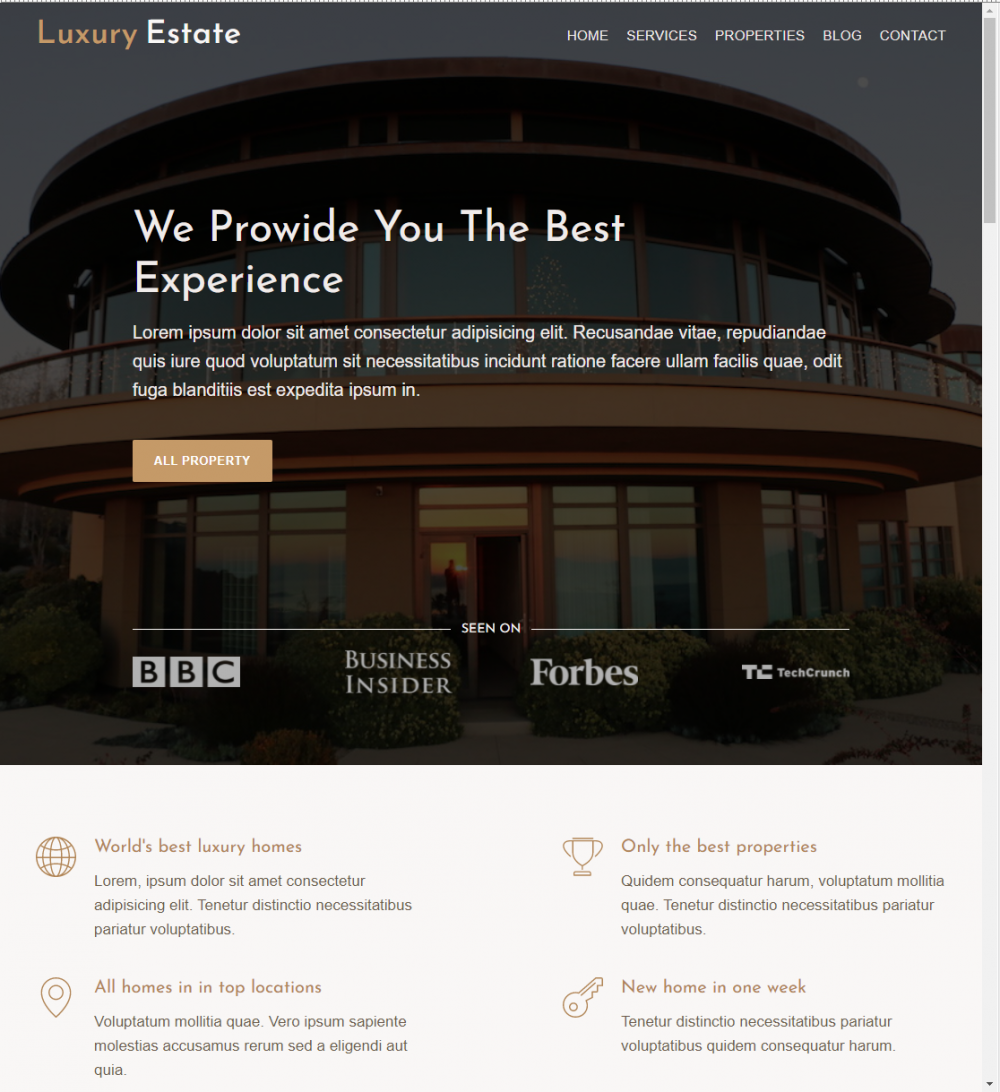 Luxury Estate
HOME SERVICES PROPERTIES BLOG CONTACT
We Prowide You The Best
Experience
Lorem ipsum dolor sit amet consectetur adipisicing elit. Recusandae vitae, repudiandae
quis iure quod voluptatum sit necessitatibus incidunt ratione facere ullam facilis quae, odit
fuga blanditiis est expedita ipsum in.
ALL PROPERTY
SEEN ON
BBC
BUSINESS
INSIDER
Forbes
TC TechCrunch
World's best luxury homes
Lorem, ipsum dolor sit amet consectetur
adipisicing elit. Tenetur distinctio necessitatibus
pariatur voluptatibus.
Only the best properties
Quidem consequatur harum, voluptatum mollitia
quae. Tenetur distinctio necessitatibus pariatur
voluptatibus.
All homes in in top locations
Voluptatum mollitia quae. Vero ipsum sapiente
molestias accusamus rerum sed a eligendi aut
quia.
New home in one week
Tenetur distinctio necessitatibus pariatur
voluptatibus quidem consequatur harum.